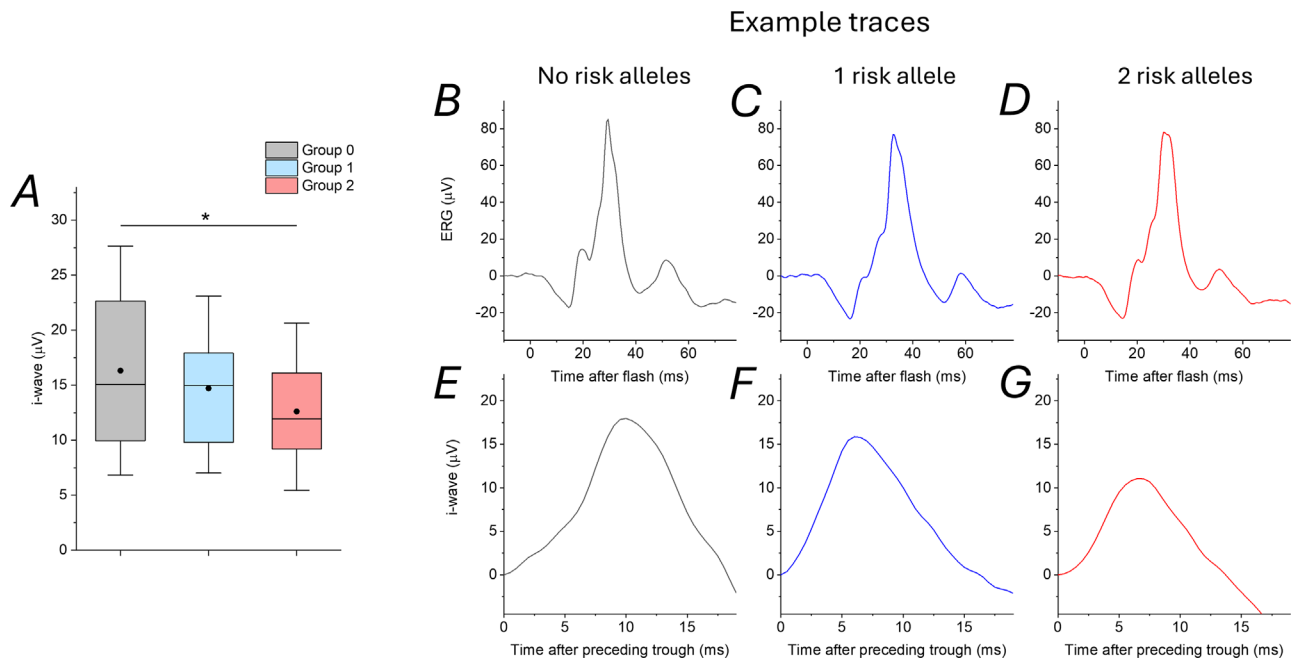 Example traces
No risk alleles
1 risk allele
2 risk alleles
A
Group 0
Group 1
Group 2
*
i-wave (μV)
30
25
20
15
10
5
0
B
ERG (μV)
80
60
40
20
0
-20
0 20 40 60
Time after flash (ms)
C
80
60
40
20
0
-20
0 20 40 60
Time after flash (ms)
D
80
60
40
20
0
-20
0 20 40 60
Time after flash (ms)
E
i-wave (μV)
20
15
10
5
0
0 5 10 15
Time after preceding trough (ms)
F
20
15
10
5
0
0 5 10 15
Time after preceding trough (ms)
G
20
15
10
5
0
0 5 10 15
Time after preceding trough (ms)